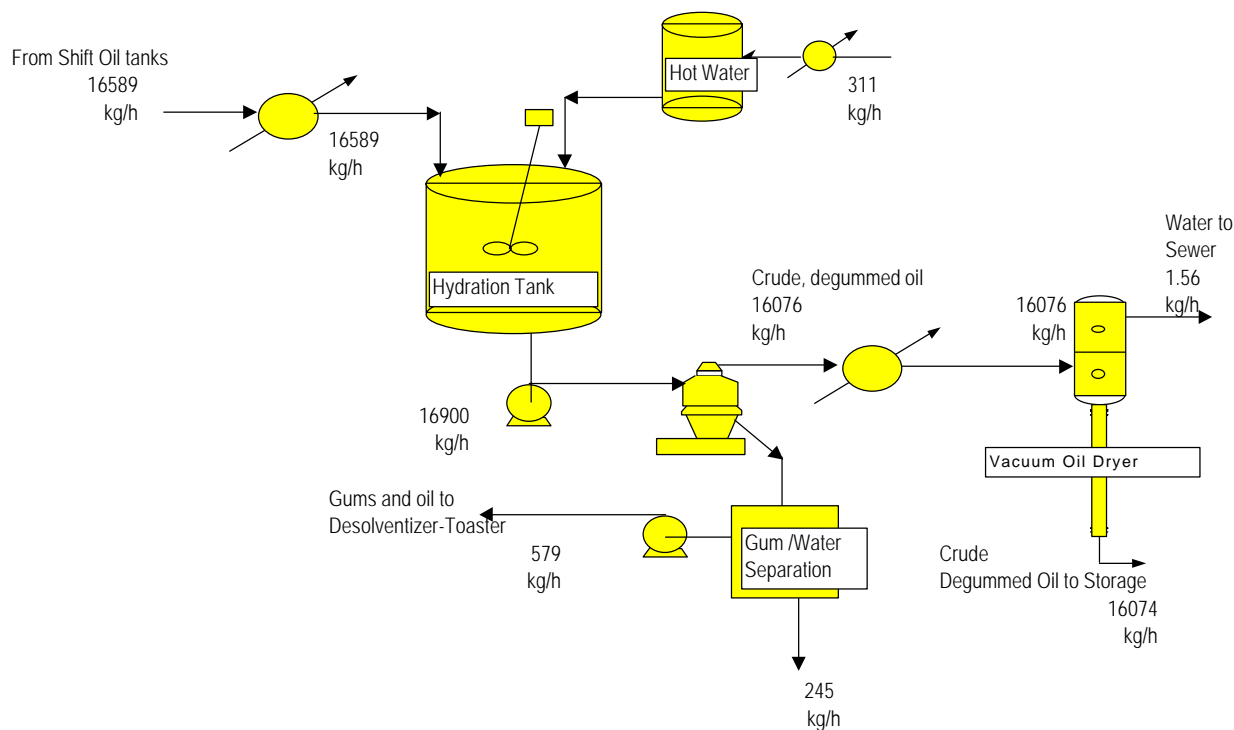 From Shift Oil tanks
16589
kg/h
16589
kg/h
Hot Water
311
kg/h
Hydration Tank
16900
kg/h
Crude, degummed oil
16076
kg/h
16076
kg/h
Water to
Sewer
1.56
kg/h
Vacuum Oil Dryer
Gums and oil to
Desolventizer-Toaster
579
kg/h
Gum /Water
Separation
245
kg/h
Crude
Degummed Oil to Storage
16074
kg/h